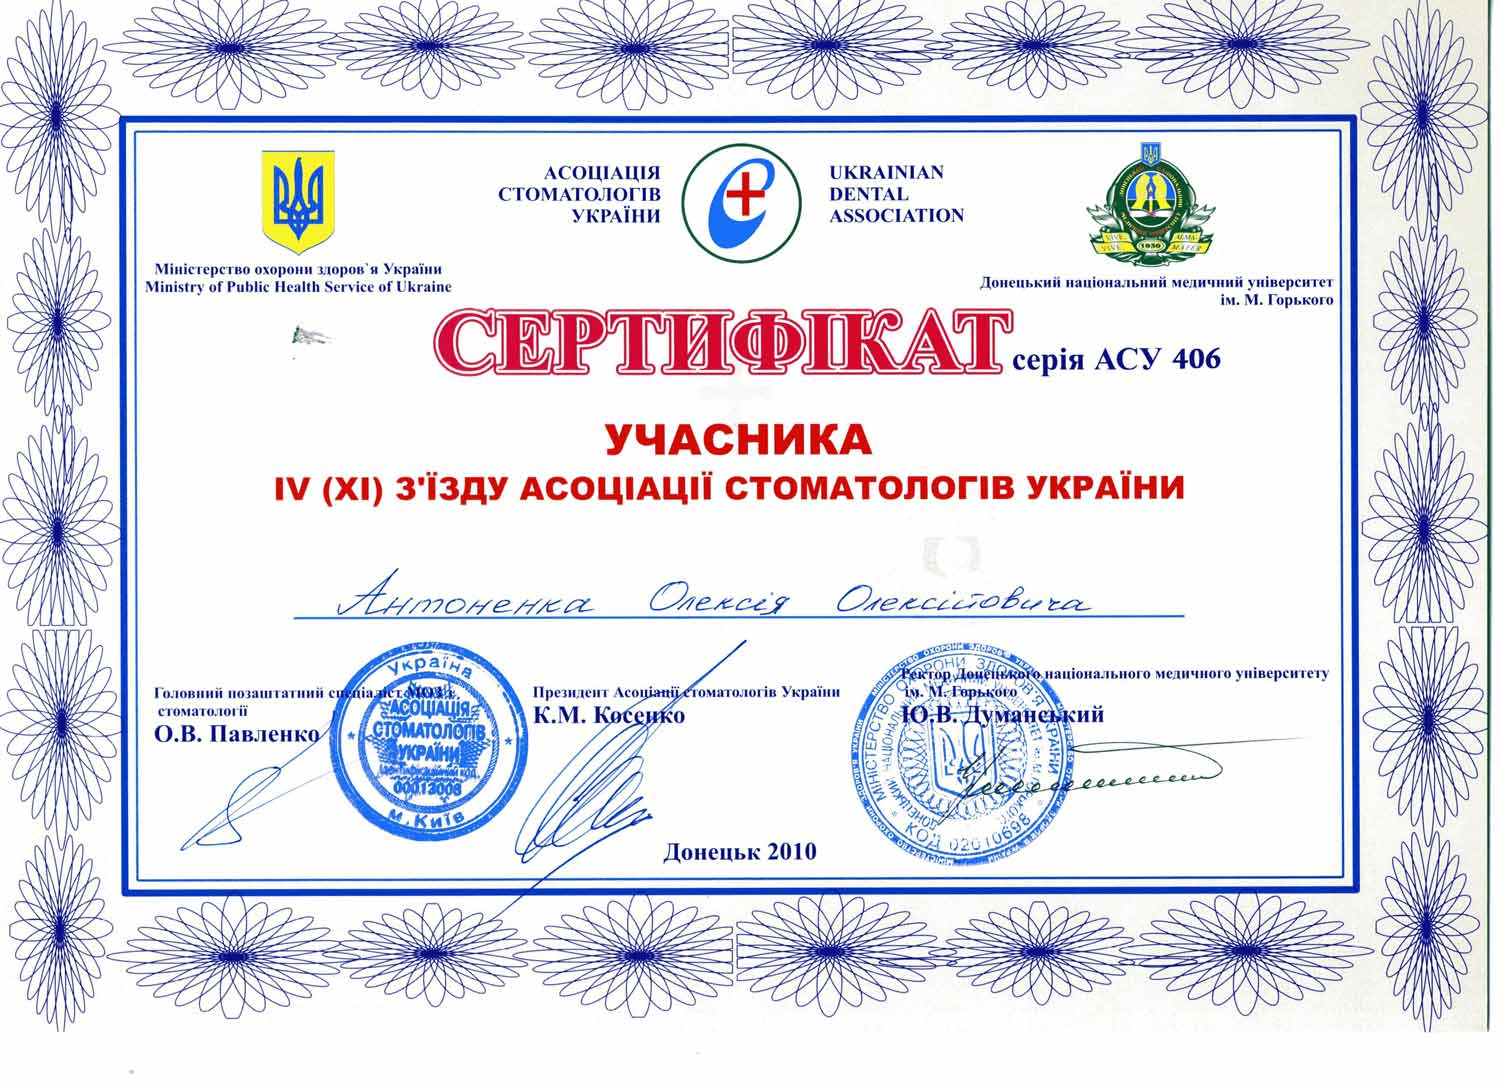 АСОЦІАЦІЯ
СТОМАТОЛОГІВ
УКРАЇНИ
UKRAINIAN
DENTAL
ASSOCIATION
VIVE, VIVE
1930
ALMA MATER
Міністерство охорони здоров`я України
Ministry of Public Health Service of Ukraine
Донецький національний медичний університет
ім. М. Горького
СЕРТИФІКАТ серія АСУ 406
УЧАСНИКА
IV (XI) З'ЇЗДУ АСОЦІАЦІЇ СТОМАТОЛОГІВ УКРАЇНИ
Антоненка Олексія Олексійовича
Головний позаштатний спеціаліст МОЗ з
стоматології
О.В. Павленко
Україна
АСОЦІАЦІЯ
СТОМАТОЛОГІВ
УКРАЇНИ
Ідентифікаційний код
00013008
м. Київ
Президент Асоціації стоматологів України
К.М. Косенко
Ректор Донецького національного медичного університету
ім. М. Горького
Ю.В. Думанський
МІНІСТЕРСТВО ОХОРОНИ ЗДОРОВ'Я УКРАЇНИ
КОД 02010698
Донецьк 2010